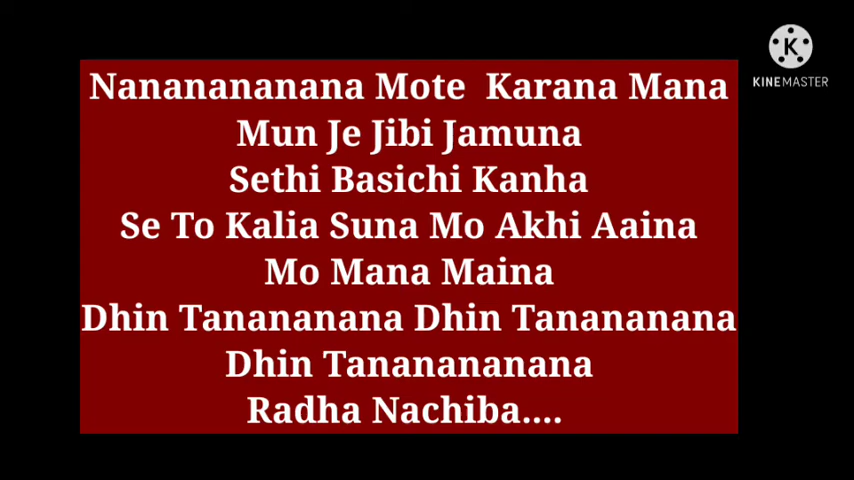 Nanananananana Mote Karana Mana
Mun Je Jibi Jamuna
Sethi Basichi Kanha
Se To Kalia Suna Mo Akhi Aaina
Mo Mana Maina
Dhin Tanananana Dhin Tanananana
Dhin Tananananana
Radha Nachiba....
K
KINEMASTER